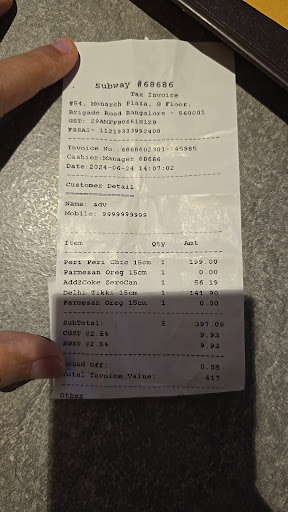 Subway #68686
Tax Invoice
#54, Monarch Plaza, G Floor.
Brigade Road Bangalore - 560001
GST:
FSSAI- 11219333992400
Invoice No.:6868602301-
Cashier:Manager 68686
Date:2024-06-24 14:07:02
Customer Detail
Name: adv
Mobile: 9999999999
Item Qty Amt
Peri Peri Chic 15cm 1 199.00
Parmesan Oreg 15cm 1 0.00
Add2Coke ZeroCan 1 56.19
Delhi Tikki 15cm 1 141.90
Parmesan Oreg 15cm 1 0.00
SubTotal: 5 397.09
CGST @2.5% 9.93
SGST @2.5% 9.93
Round Off: 0.05
Total Invoice Value: 417
Other